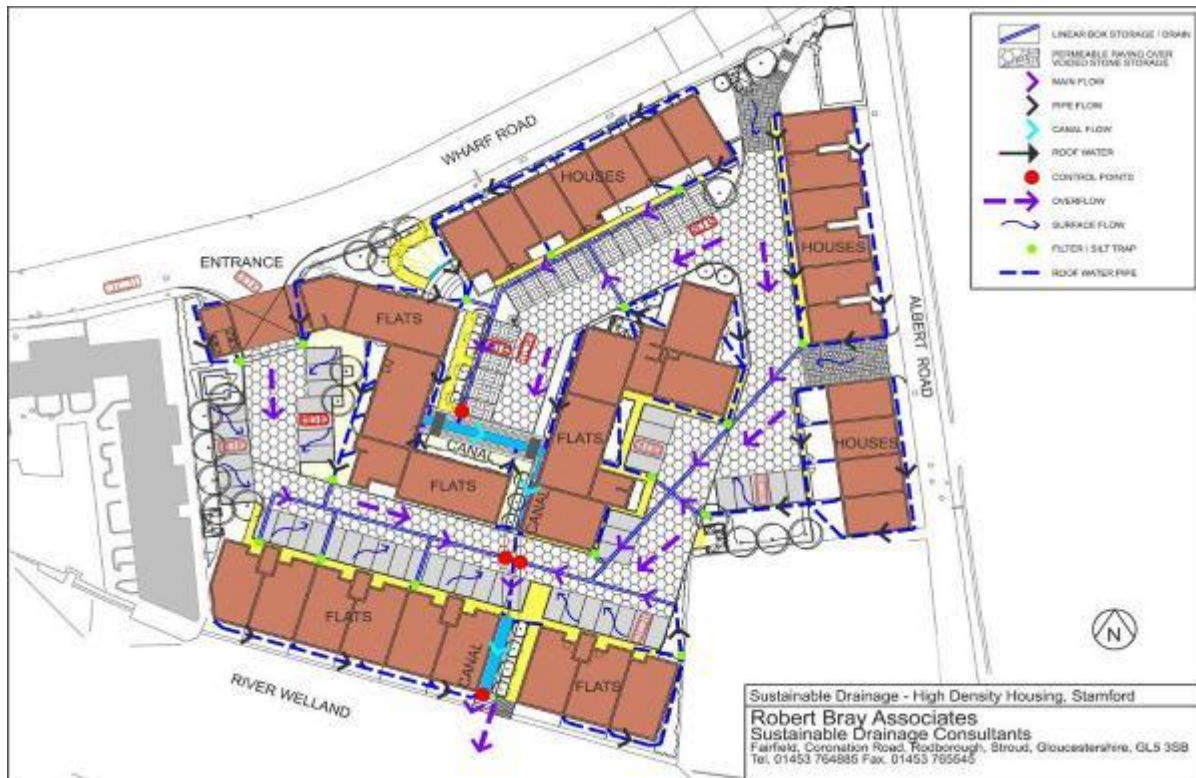 LINEAR BOX STORAGE / DRAIN
PERMEABLE PAVING OVER
VOIDED STONE STORAGE
MAIN FLOW
PIPE FLOW
CANAL FLOW
ROOF WATER
CONTROL POINTS
OVERFLOW
SURFACE FLOW
FILTER / SILT TRAP
ROOF WATER PIPE
WHARF ROAD
HOUSES
ENTRANCE
FLATS
HOUSES
ALBERT ROAD
CANAL
FLATS
HOUSES
FLATS
CANAL
FLATS
CANAL
FLATS
RIVER WELLAND
N
Sustainable Drainage - High Density Housing, Stamford
Robert Bray Associates
Sustainable Drainage Consultants
Fairfield, Coronation Road, Rodborough, Stroud, Gloucestershire, GL5 3SB
Tel. 01453 764885 Fax. 01453 765545